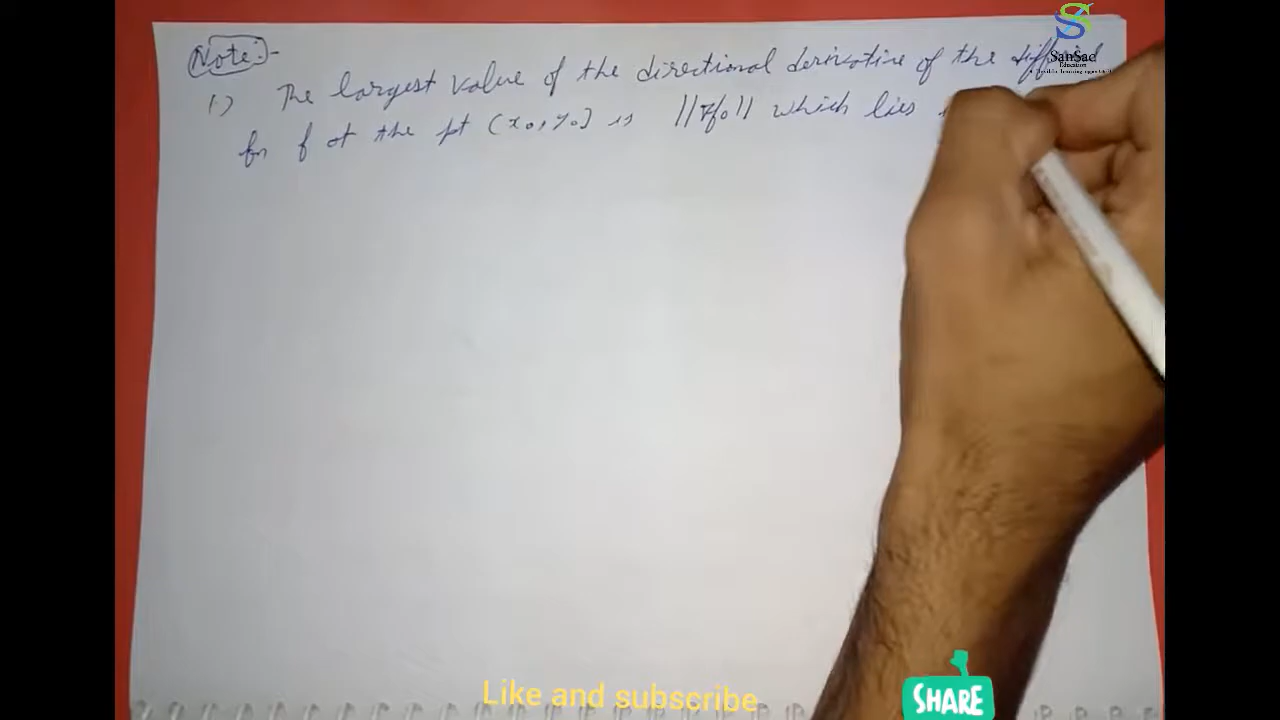 Note:-
1.) The largest value of the directional derivative of the
fn f at the pt (x₀, y₀) is ||∇f₀|| which lies
SanSad
Education
Like and subscribe
SHARE